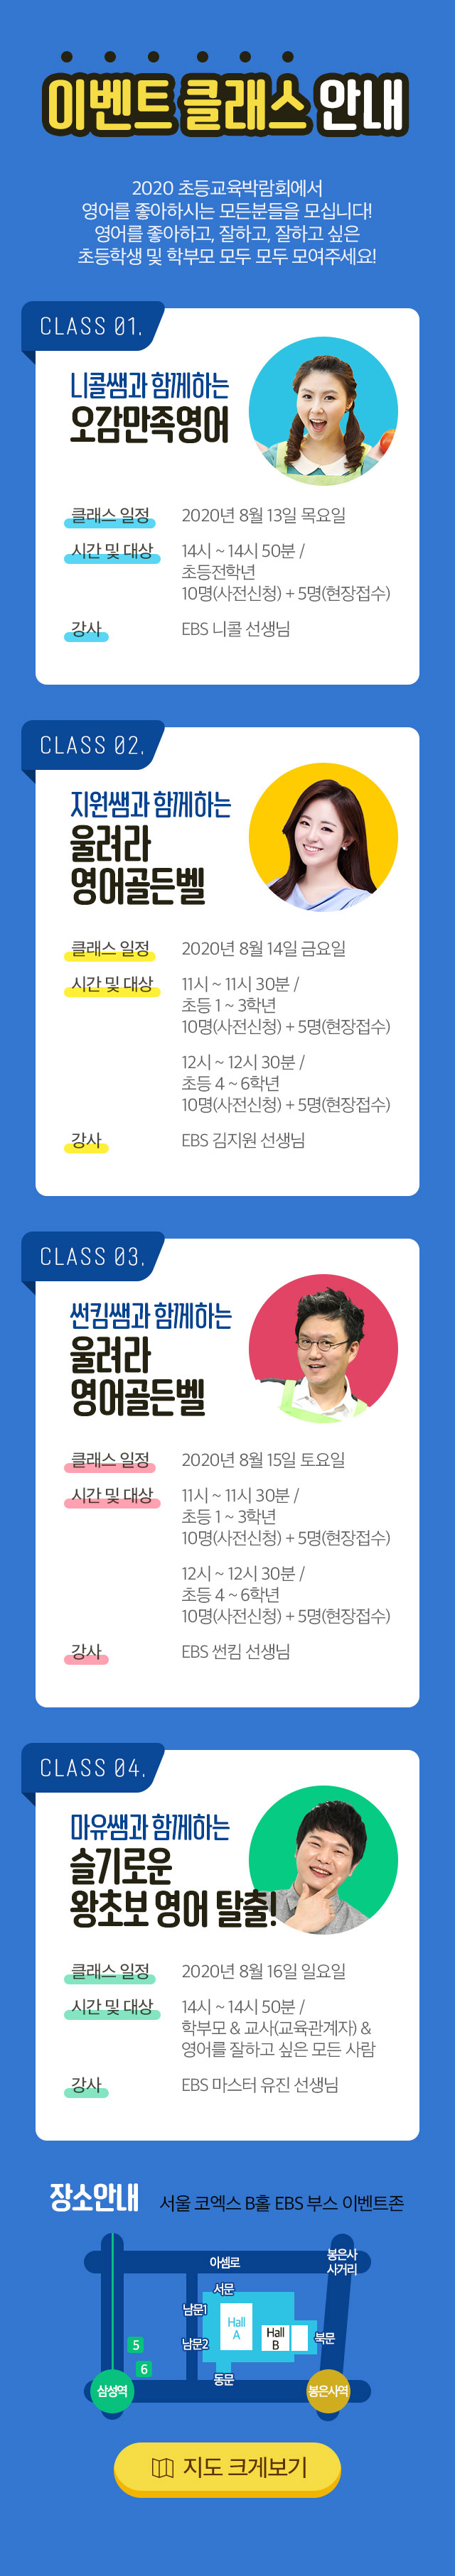 이벤트 클래스 안내
2020 초등교육박람회에서
영어를 좋아하시는 모든분들을 모십니다!
영어를 좋아하고, 잘하고, 잘하고 싶은
초등학생 및 학부모 모두 모두 모여주세요!
CLASS 01.
니콜쌤과 함께하는
오감만족영어
클래스 일정 2020년 8월 13일 목요일
시간 및 대상 14시 ~ 14시 50분 /
초등전학년
10명(사전신청) + 5명(현장접수)
강사 EBS 니콜 선생님
CLASS 02.
지원쌤과 함께하는
울려라
영어골든벨
클래스 일정 2020년 8월 14일 금요일
시간 및 대상 11시 ~ 11시 30분 /
초등 1 ~ 3학년
10명(사전신청) + 5명(현장접수)
12시 ~ 12시 30분 /
초등 4 ~ 6학년
10명(사전신청) + 5명(현장접수)
강사 EBS 김지원 선생님
CLASS 03.
썬킴쌤과 함께하는
울려라
영어골든벨
클래스 일정 2020년 8월 15일 토요일
시간 및 대상 11시 ~ 11시 30분 /
초등 1 ~ 3학년
10명(사전신청) + 5명(현장접수)
12시 ~ 12시 30분 /
초등 4 ~ 6학년
10명(사전신청) + 5명(현장접수)
강사 EBS 썬킴 선생님
CLASS 04.
마유쌤과 함께하는
슬기로운
왕초보 영어 탈출!
클래스 일정 2020년 8월 16일 일요일
시간 및 대상 14시 ~ 14시 50분 /
학부모 & 교사(교육관계자) &
영어를 잘하고 싶은 모든 사람
강사 EBS 마스터 유진 선생님
장소안내 서울 코엑스 B홀 EBS 부스 이벤트존
봉은사
사거리
아셈로
서문
남문1
Hall
A
Hall
B
북문
남문2
5
6
동문
삼성역
봉은사역
지도 크게보기